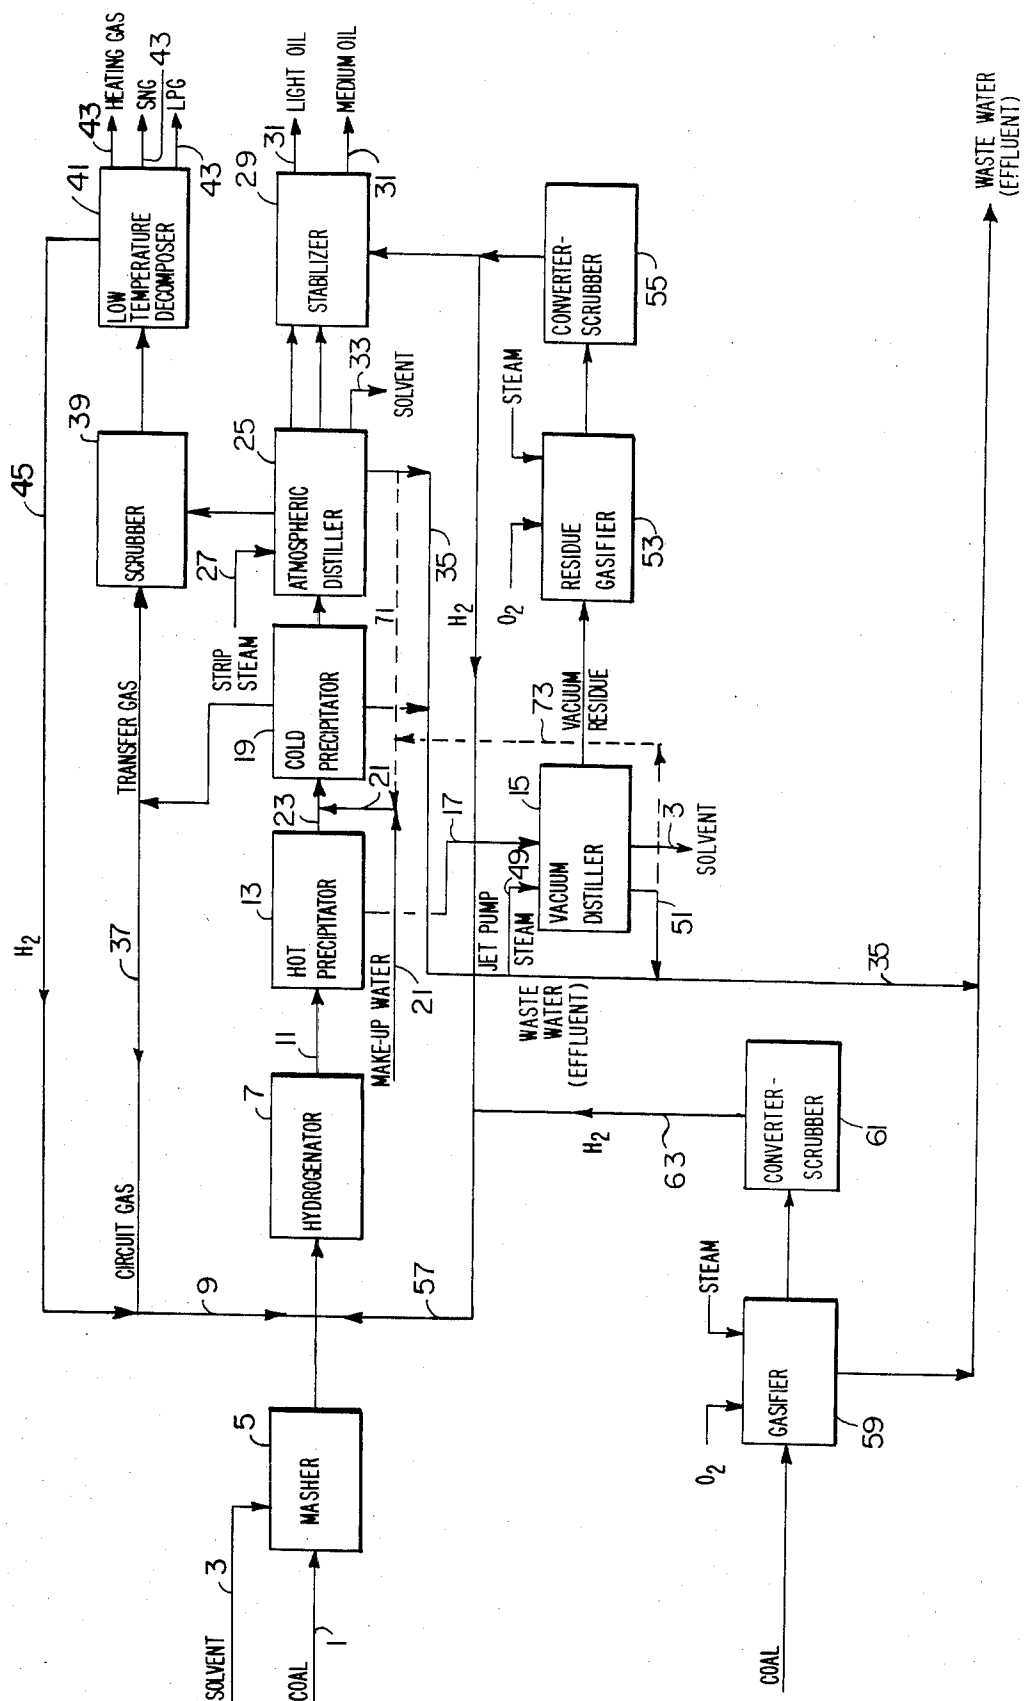 HEATING GAS
43
SNG
43
LPG
43
41
LOW
TEMPERATURE
DECOMPOSER
45
H2
39
SCRUBBER
TRANSFER GAS
37
CIRCUIT GAS
9
LIGHT OIL
31
MEDIUM OIL
31
29
STABILIZER
33
SOLVENT
25
ATMOSPHERIC
DISTILLER
27
STRIP
STEAM
19
COLD
PRECIPITATOR
23
21
71
35
13
HOT
PRECIPITATOR
11
MAKE-UP WATER
21
7
HYDROGENATOR
57
5
MASHER
SOLVENT
3
COAL
1
H2
55
CONVERTER-
SCRUBBER
STEAM
O2
RESIDUE
GASIFIER
53
VACUUM
RESIDUE
73
17
15
VACUUM
DISTILLER
3
SOLVENT
49
JET PUMP
STEAM
51
WASTE
WATER
(EFFLUENT)
35
H2
63
CONVERTER-
SCRUBBER
61
STEAM
O2
GASIFIER
59
COAL
WASTE WATER
(EFFLUENT)